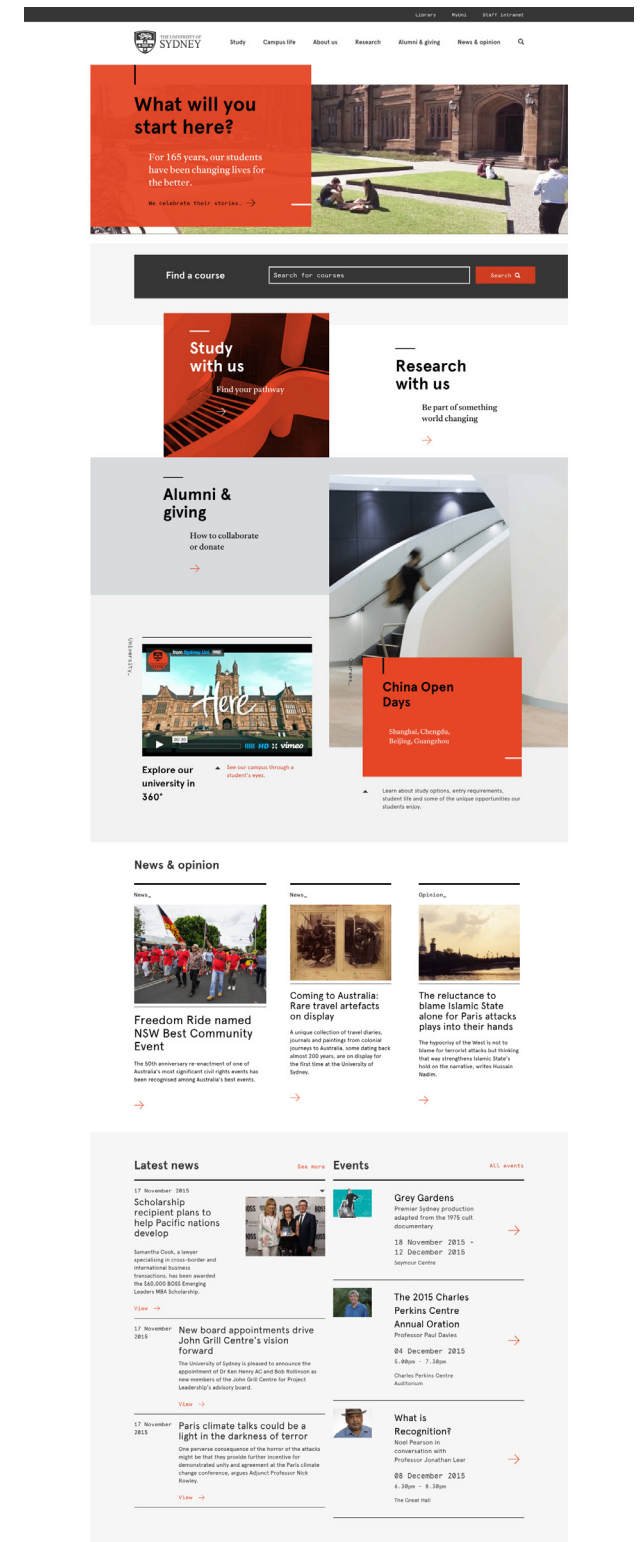 Library MyUni Staff intranet
THE UNIVERSITY OF
SYDNEY
Study Campus life About us Research Alumni & giving News & opinion
What will you
start here?
For 165 years, our students
have been changing lives for
the better.
We celebrate their stories.
Find a course
Search for courses
Search
Study
with us
Find your pathway
Research
with us
Be part of something
world changing
Alumni &
giving
How to collaborate
or donate
University_
from Sydney Uni
Here
00:30
HD
vimeo
Explore our
university in
360°
See our campus through a
student's eyes.
Courses_
China Open
Days
Shanghai, Chengdu,
Beijing, Guangzhou
Learn about study options, entry requirements,
student life and some of the unique opportunities our
students enjoy.
News & opinion
News_
Freedom Ride named
NSW Best Community
Event
The 50th anniversary re-enactment of one of
Australia's most significant civil rights events has
been recognised among Australia's best events.
News_
Coming to Australia:
Rare travel artefacts
on display
A unique collection of travel diaries,
journals and paintings from colonial
journeys to Australia, some dating back
almost 200 years, are on display for
the first time at the University of
Sydney.
Opinion_
The reluctance to
blame Islamic State
alone for Paris attacks
plays into their hands
The hypocrisy of the West is not to
blame for terrorist attacks but thinking
that way strengthens Islamic State's
hold on the narrative, writes Hussain
Nadim.
Latest news
See more
17 November 2015
Scholarship
recipient plans to
help Pacific nations
develop
BOSS
Samantha Cook, a lawyer
specialising in cross-border and
international business
transactions, has been awarded
the $60,000 BOSS Emerging
Leaders MBA Scholarship.
View
17 November
2015
New board appointments drive
John Grill Centre's vision
forward
The University of Sydney is pleased to announce the
appointment of Dr Ken Henry AC and Bob Rollinson as
new members of the John Grill Centre for Project
Leadership's advisory board.
View
17 November
2015
Paris climate talks could be a
light in the darkness of terror
One perverse consequence of the horror of the attacks
might be that they provide further incentive for
demonstrated unity and agreement at the Paris climate
change conference, argues Adjunct Professor Nick
Rowley.
View
Events
All events
Grey Gardens
Premier Sydney production
adapted from the 1975 cult
documentary
18 November 2015 -
12 December 2015
Seymour Centre
The 2015 Charles
Perkins Centre
Annual Oration
Professor Paul Davies
04 December 2015
5.00pm - 7.30pm
Charles Perkins Centre
Auditorium
What is
Recognition?
Noel Pearson in
conversation with
Professor Jonathan Lear
08 December 2015
6.30pm - 8.30pm
The Great Hall